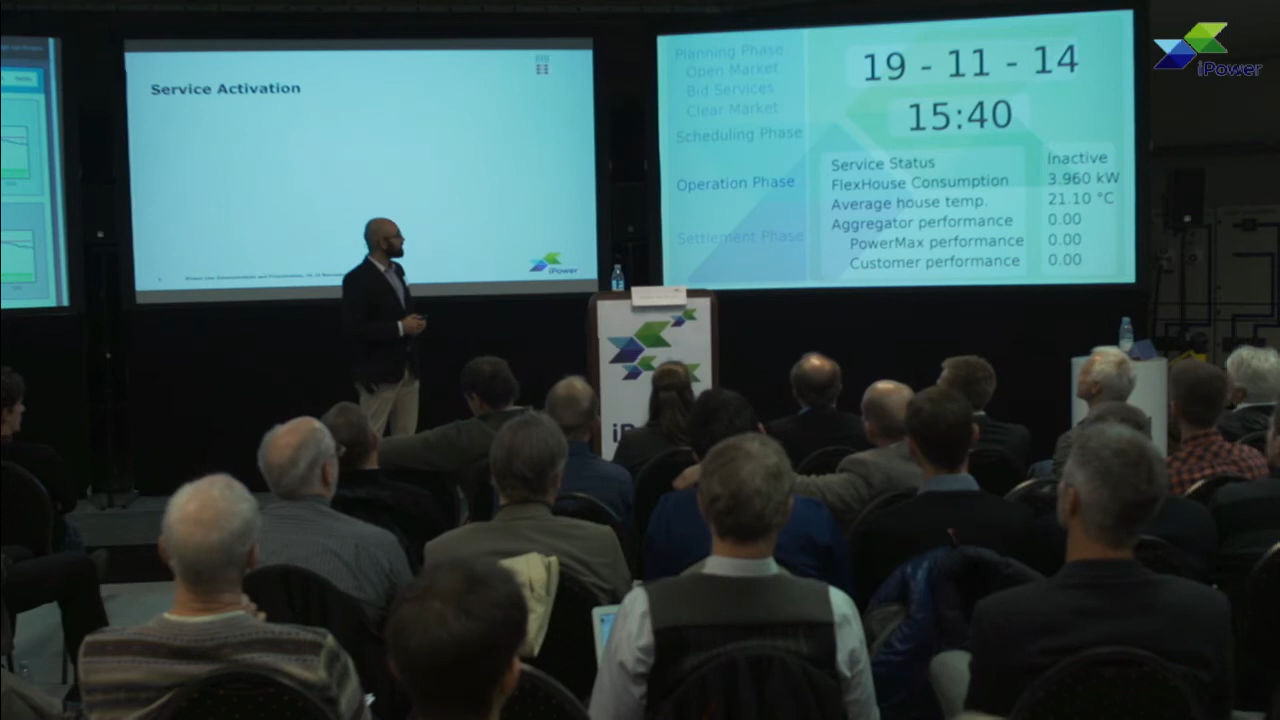 Service Activation
iPower
Planning Phase
Open Market
Bid Services
Clear Market
Scheduling Phase
Operation Phase
Settlement Phase
19 - 11 - 14
15:40
Service Status Inactive
FlexHouse Consumption 3.960 kW
Average house temp. 21.10 °C
Aggregator performance 0.00
PowerMax performance 0.00
Customer performance 0.00
iPower